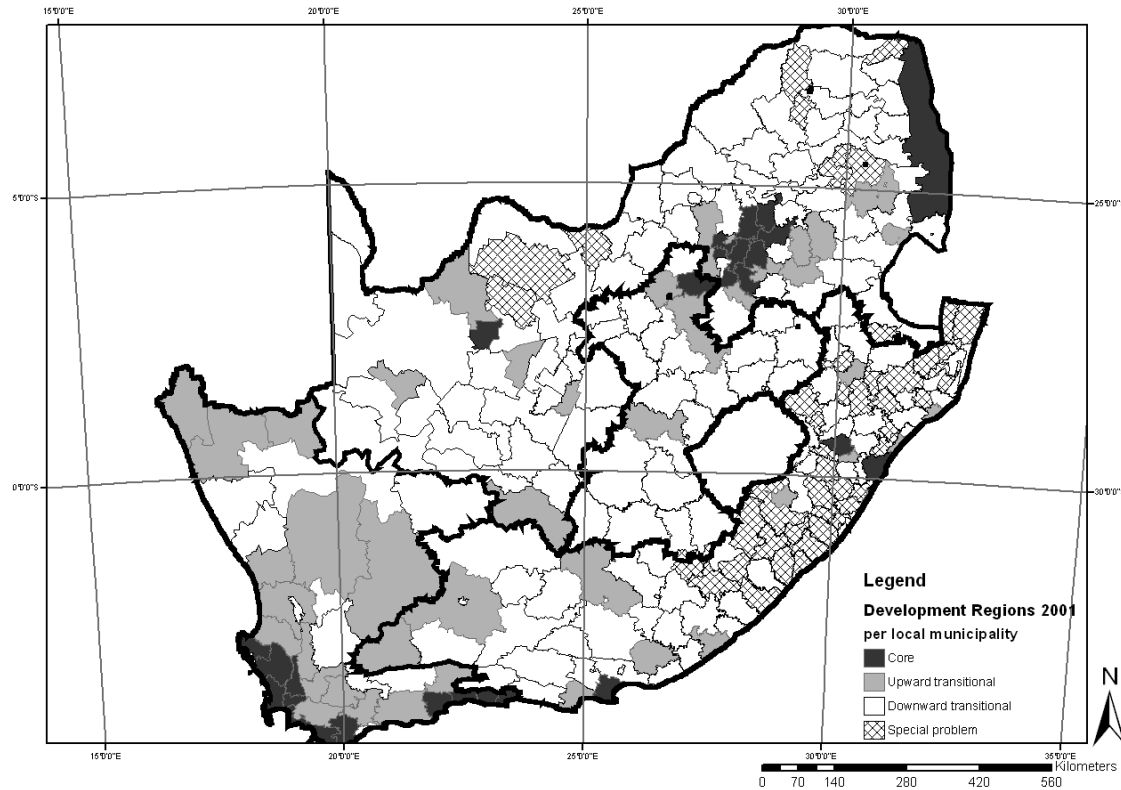 15°0'0"E 20°0'0"E 25°0'0"E 30°0'0"E
5°0'0"S 25°0'0"S
0°0'0"S 30°0'0"S
Legend
Development Regions 2001
per local municipality
Core
Upward transitional
Downward transitional
Special problem
N
15°0'0"E 20°0'0"E 25°0'0"E 30°0'0"E 35°0'0"E
Kilometers
0 70 140 280 420 560